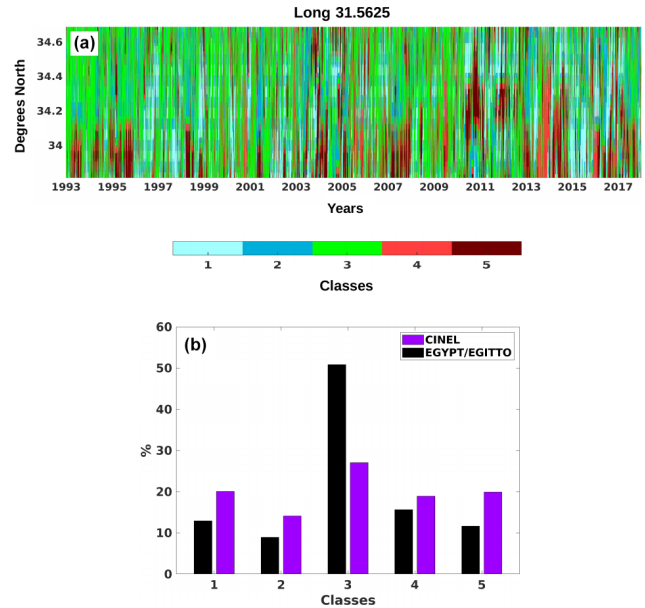 Long 31.5625
(a)
Degrees North
34.6
34.4
34.2
34
1993 1995 1997 1999 2001 2003 2005 2007 2009 2011 2013 2015 2017
Years
1 2 3 4 5
Classes
(b)
CINEL
EGYPT/EGITTO
%
60
50
40
30
20
10
0
1 2 3 4 5
Classes